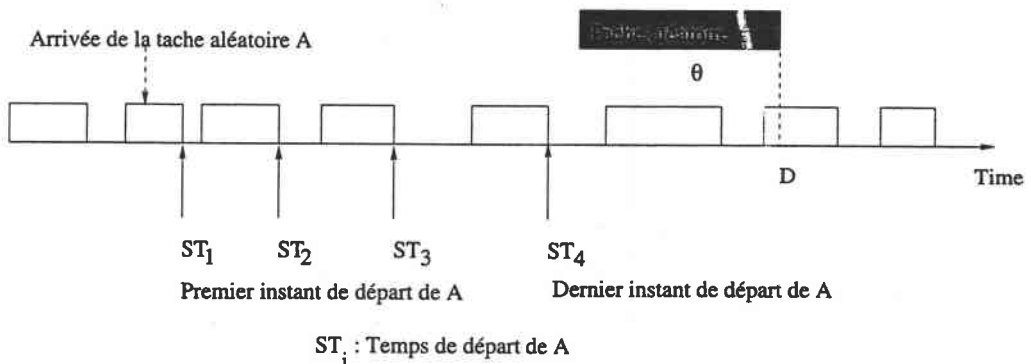 Arrivée de la tache aléatoire A
θ
D
Time
ST1
ST2
ST3
ST4
Premier instant de départ de A
Dernier instant de départ de A
STi : Temps de départ de A